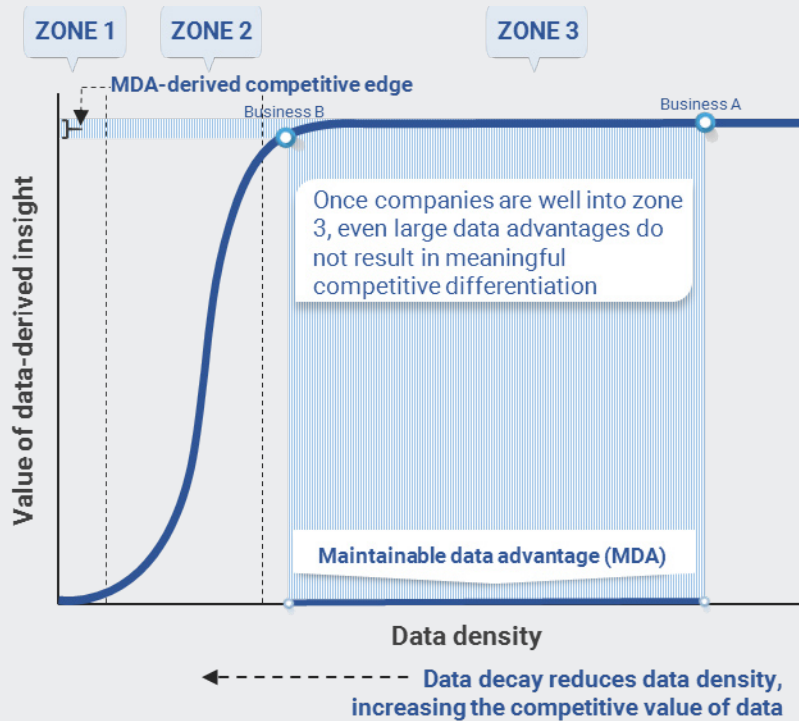 ZONE 1
ZONE 2
ZONE 3
MDA-derived competitive edge
Business B
Business A
Once companies are well into zone
3, even large data advantages do
not result in meaningful
competitive differentiation
Value of data-derived insight
Maintainable data advantage (MDA)
Data density
Data decay reduces data density,
increasing the competitive value of data